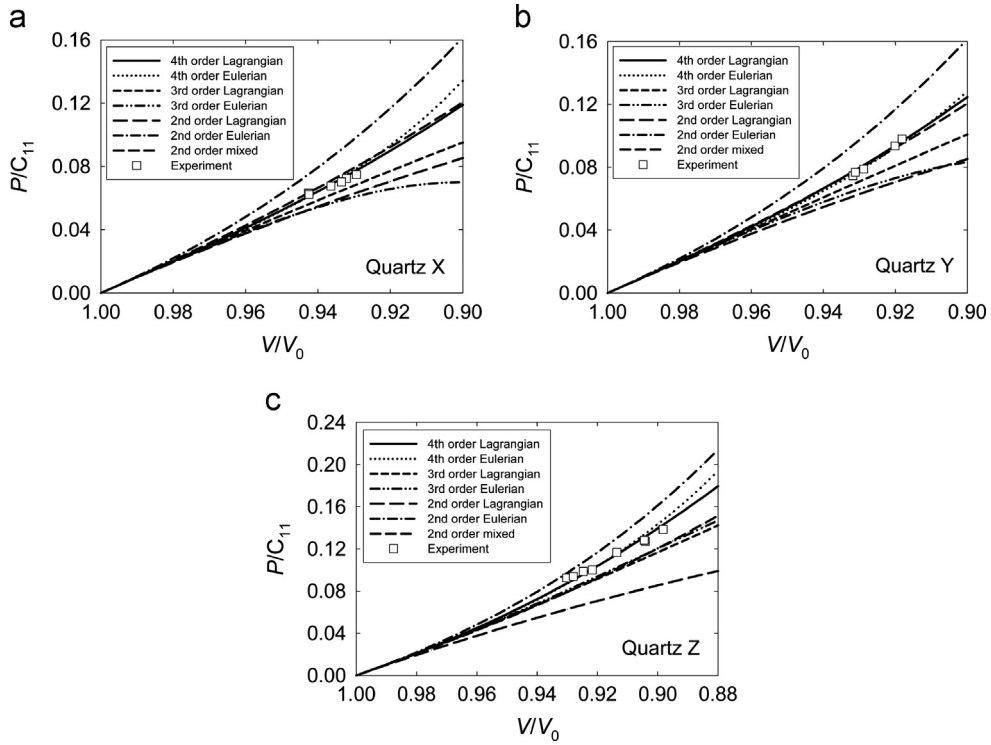 a
0.16
0.12
0.08
0.04
0.00
P/C11
4th order Lagrangian
4th order Eulerian
3rd order Lagrangian
3rd order Eulerian
2nd order Lagrangian
2nd order Eulerian
2nd order mixed
Experiment
Quartz X
1.00 0.98 0.96 0.94 0.92 0.90
V/V0
b
0.16
0.12
0.08
0.04
0.00
P/C11
4th order Lagrangian
4th order Eulerian
3rd order Lagrangian
3rd order Eulerian
2nd order Lagrangian
2nd order Eulerian
2nd order mixed
Experiment
Quartz Y
1.00 0.98 0.96 0.94 0.92 0.90
V/V0
c
0.24
0.20
0.16
0.12
0.08
0.04
0.00
P/C11
4th order Lagrangian
4th order Eulerian
3rd order Lagrangian
3rd order Eulerian
2nd order Lagrangian
2nd order Eulerian
2nd order mixed
Experiment
Quartz Z
1.00 0.98 0.96 0.94 0.92 0.90 0.88
V/V0